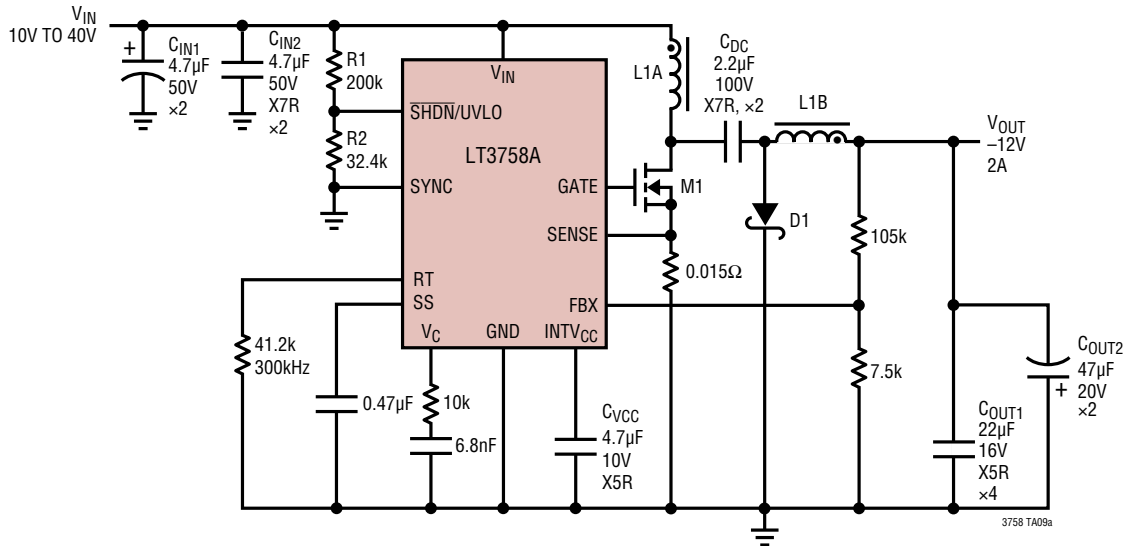 VIN
10V TO 40V
+
CIN1
4.7µF
50V
×2
CIN2
4.7µF
50V
X7R
×2
R1
200k
R2
32.4k
VIN
SHDN/UVLO
LT3758A
SYNC
GATE
SENSE
RT
SS
FBX
VC
GND
INTVCC
L1A
CDC
2.2µF
100V
X7R, ×2
L1B
VOUT
–12V
2A
M1
D1
105k
0.015Ω
7.5k
41.2k
300kHz
0.47µF
10k
6.8nF
CVCC
4.7µF
10V
X5R
COUT2
47µF
20V
×2
+
COUT1
22µF
16V
X5R
×4
3758 TA09a